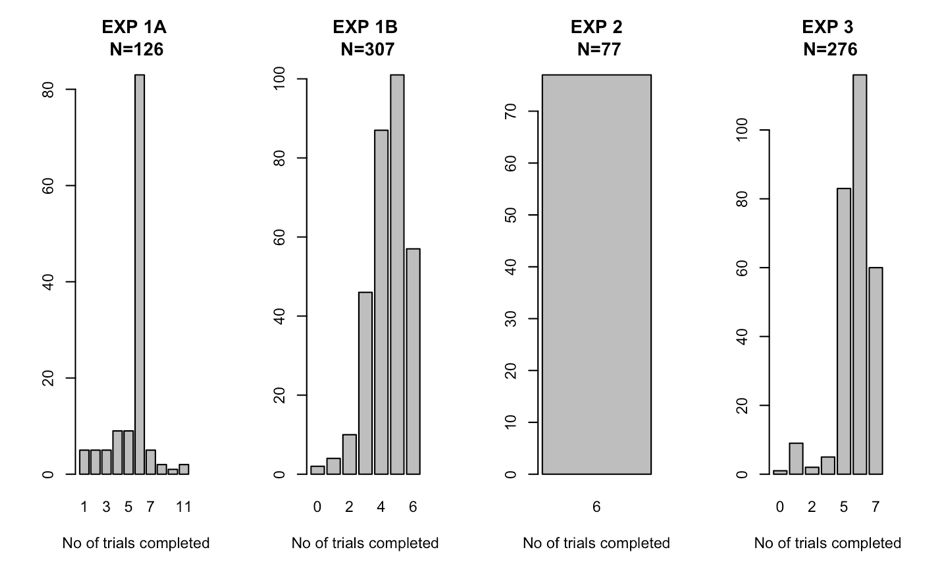 EXP 1A
N=126
80
60
40
20
0
1 3 5 7 11
No of trials completed
EXP 1B
N=307
100
80
60
40
20
0
0 2 4 6
No of trials completed
EXP 2
N=77
70
60
50
40
30
20
10
0
6
No of trials completed
EXP 3
N=276
100
80
60
40
20
0
0 2 5 7
No of trials completed